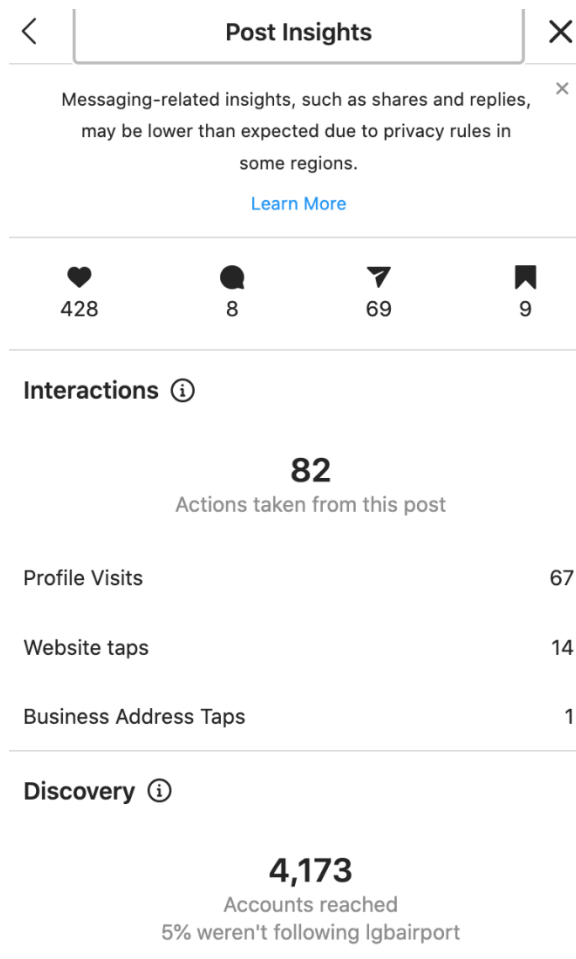 Post Insights
Messaging-related insights, such as shares and replies,
may be lower than expected due to privacy rules in
some regions.
Learn More
428 8 69 9
Interactions
82
Actions taken from this post
Profile Visits 67
Website taps 14
Business Address Taps 1
Discovery
4,173
Accounts reached
5% weren't following lgbairport